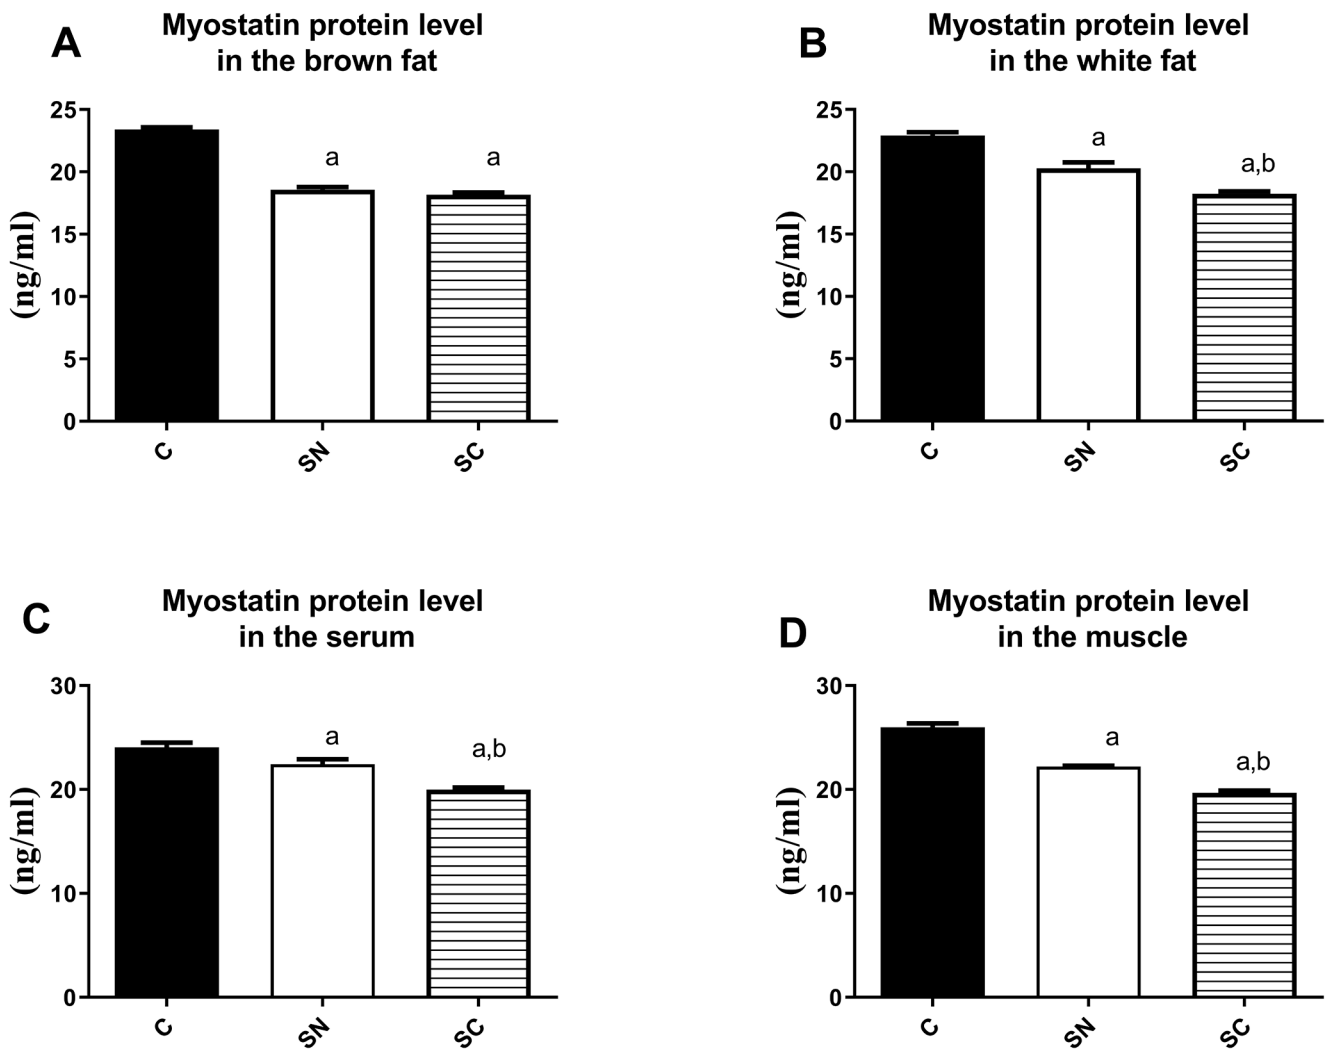 A
Myostatin protein level
in the brown fat
25
20
15
10
5
0
(ng/ml)
a
a
C
SN
SC
B
Myostatin protein level
in the white fat
25
20
15
10
5
0
(ng/ml)
a
a,b
C
SN
SC
C
Myostatin protein level
in the serum
30
20
10
0
(ng/ml)
a
a,b
C
SN
SC
D
Myostatin protein level
in the muscle
30
20
10
0
(ng/ml)
a
a,b
C
SN
SC